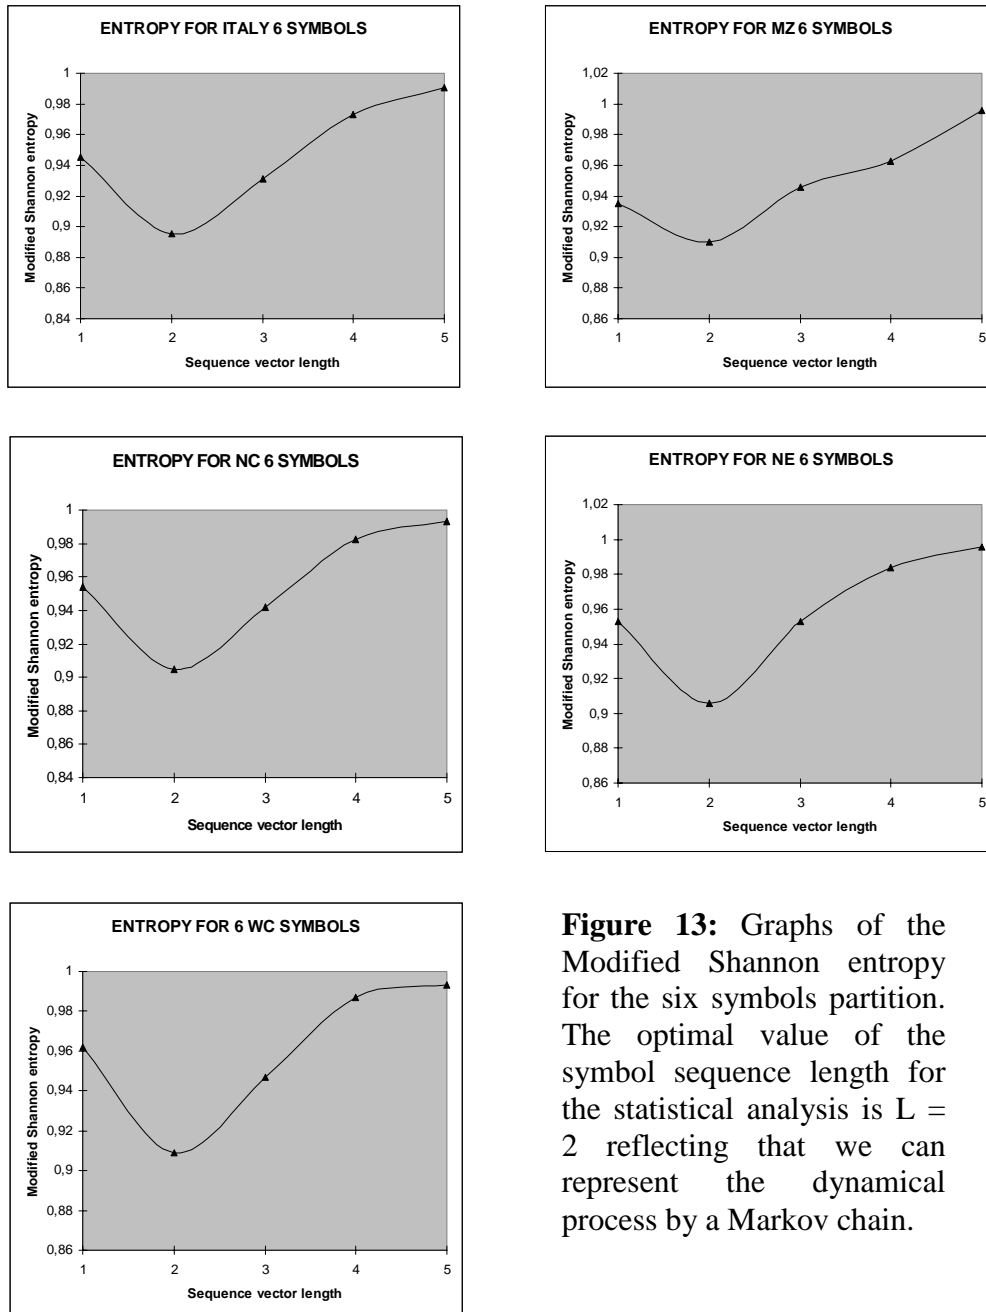 ENTROPY FOR ITALY 6 SYMBOLS
Modified Shannon entropy
1
0,98
0,96
0,94
0,92
0,9
0,88
0,86
0,84
1 2 3 4 5
Sequence vector length
ENTROPY FOR MZ 6 SYMBOLS
Modified Shannon entropy
1,02
1
0,98
0,96
0,94
0,92
0,9
0,88
0,86
1 2 3 4 5
Sequence vector length
ENTROPY FOR NC 6 SYMBOLS
Modified Shannon entropy
1
0,98
0,96
0,94
0,92
0,9
0,88
0,86
0,84
1 2 3 4 5
Sequence vector length
ENTROPY FOR NE 6 SYMBOLS
Modified Shannon entropy
1,02
1
0,98
0,96
0,94
0,92
0,9
0,88
0,86
1 2 3 4 5
Sequence vector length
ENTROPY FOR 6 WC SYMBOLS
Modified Shannon entropy
1
0,98
0,96
0,94
0,92
0,9
0,88
0,86
1 2 3 4 5
Sequence vector length
Figure 13: Graphs of the
Modified Shannon entropy
for the six symbols partition.
The optimal value of the
symbol sequence length for
the statistical analysis is L =
2 reflecting that we can
represent the dynamical
process by a Markov chain.